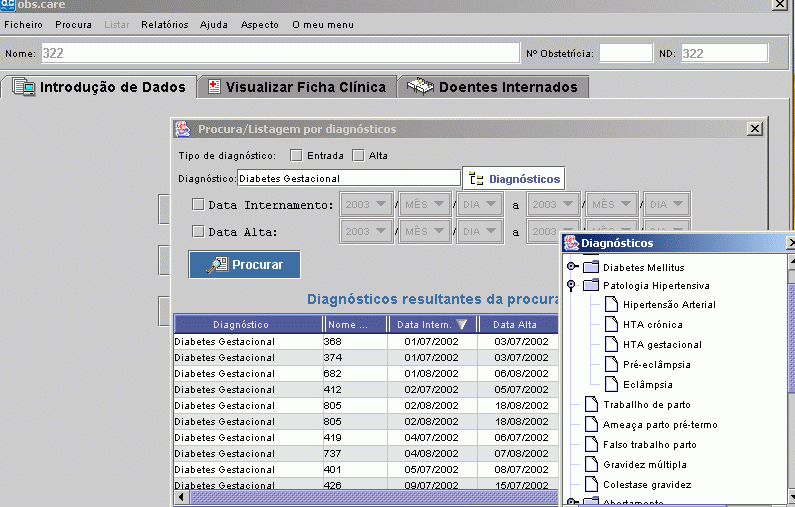 obs.care
Ficheiro Procura Listar Relatórios Ajuda Aspecto O meu menu
Nome: 322 Nº Obstetrícia: ND: 322
Introdução de Dados Visualizar Ficha Clínica Doentes Internados
Procura/Listagem por diagnósticos
Tipo de diagnóstico: Entrada Alta
Diagnóstico: Diabetes Gestacional Diagnósticos
Data Internamento: 2003 / MÊS / DIA a 2003 / MÊS / DIA
Data Alta: 2003 / MÊS / DIA a 2003 / MÊS / DIA
Procurar
Diagnósticos resultantes da procura
Diagnóstico Nome ... Data Intern. Data Alta
Diabetes Gestacional 368 01/07/2002 03/07/2002
Diabetes Gestacional 374 01/07/2002 03/07/2002
Diabetes Gestacional 682 01/08/2002 06/08/2002
Diabetes Gestacional 412 02/07/2002 05/07/2002
Diabetes Gestacional 805 02/08/2002 18/08/2002
Diabetes Gestacional 805 02/08/2002 18/08/2002
Diabetes Gestacional 419 04/07/2002 06/07/2002
Diabetes Gestacional 737 04/08/2002 07/08/2002
Diabetes Gestacional 401 05/07/2002 08/07/2002
Diabetes Gestacional 426 09/07/2002 15/07/2002
Diagnósticos
Diabetes Mellitus
Patologia Hipertensiva
Hipertensão Arterial
HTA crónica
HTA gestacional
Pré-eclâmpsia
Eclâmpsia
Traballho de parto
Ameaça parto pré-termo
Falso trabalho parto
Gravidez múltipla
Colestase gravidez
Abortamento